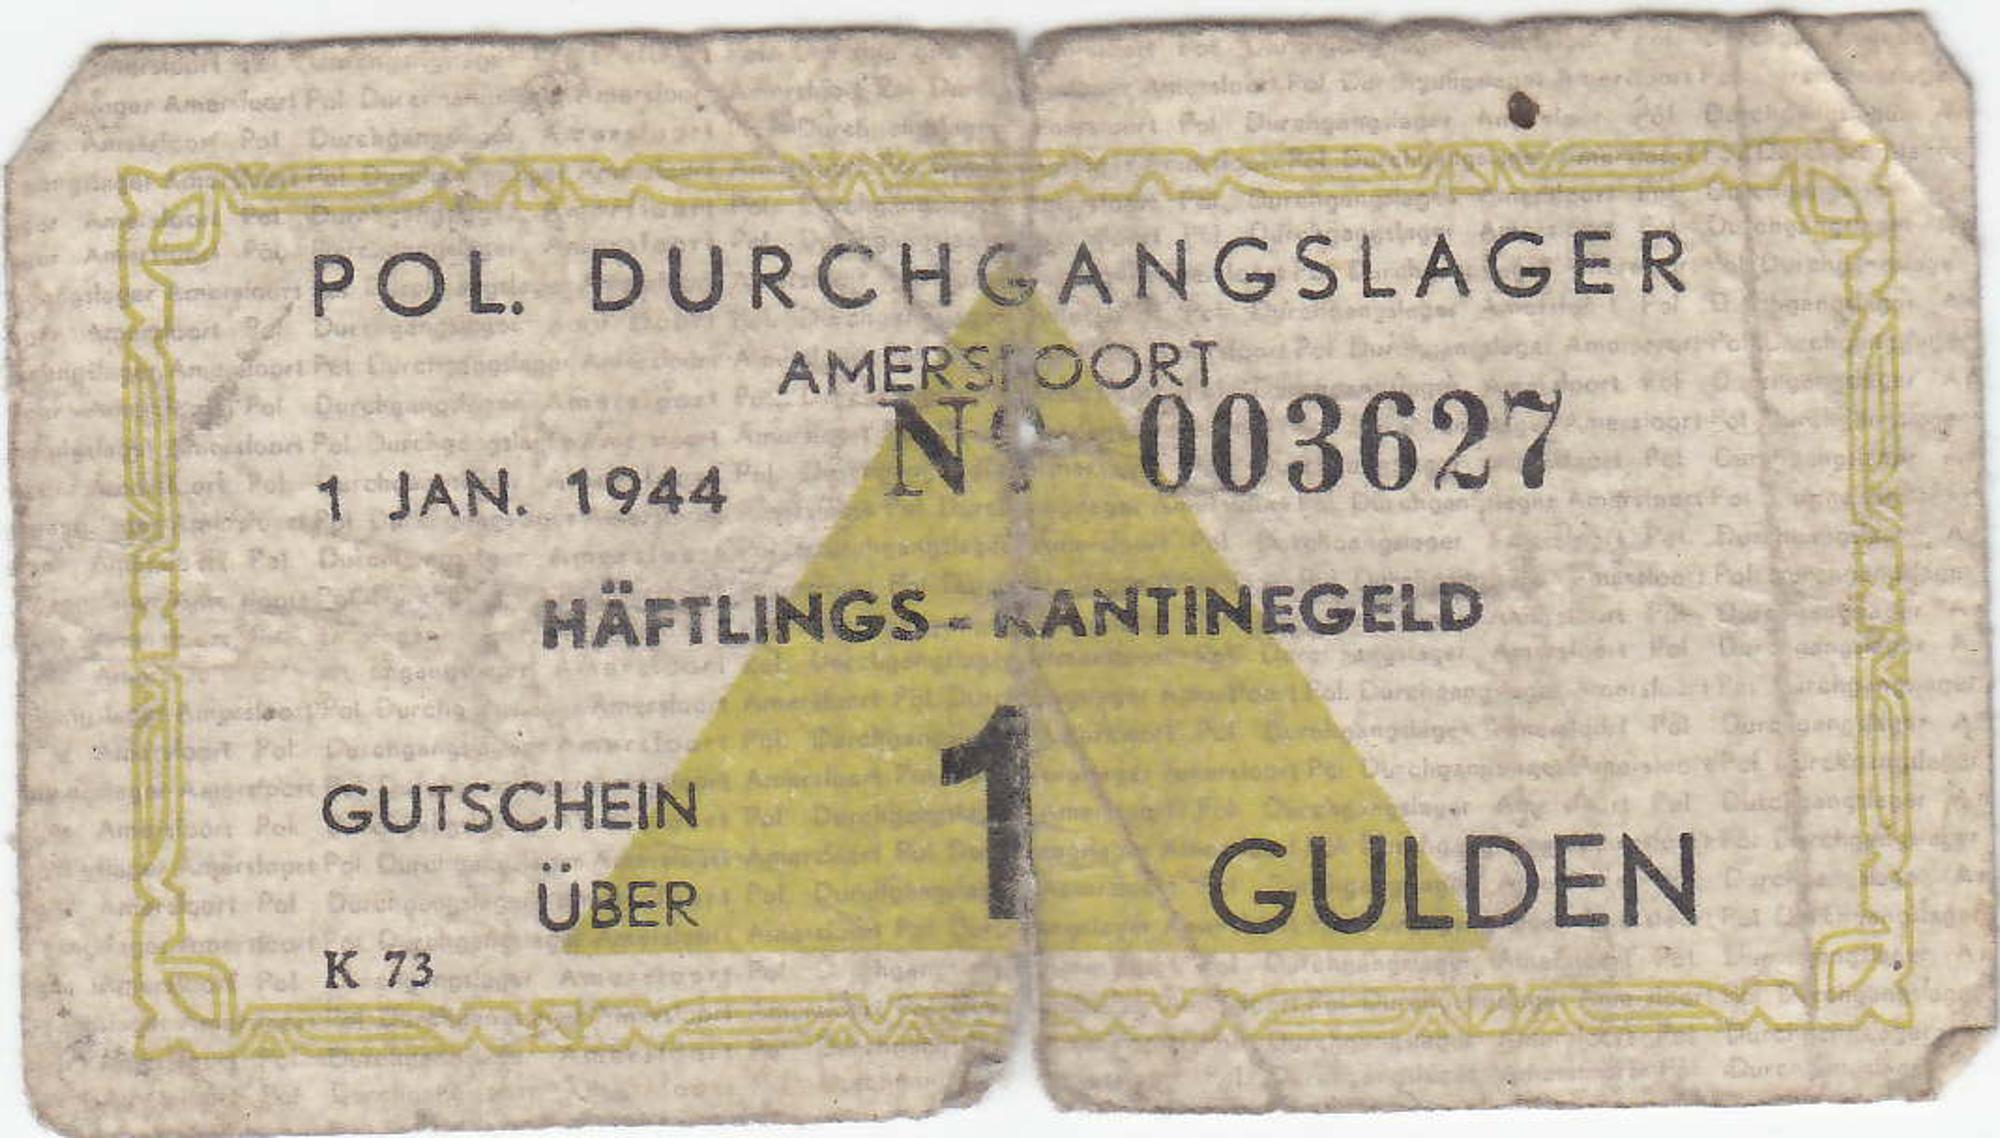 POL. DURCHGANGSLAGER
AMERSFOORT
Nº 003627
1 JAN. 1944
HÄFTLINGS - KANTINEGELD
GUTSCHEIN
ÜBER
1 GULDEN
K 73